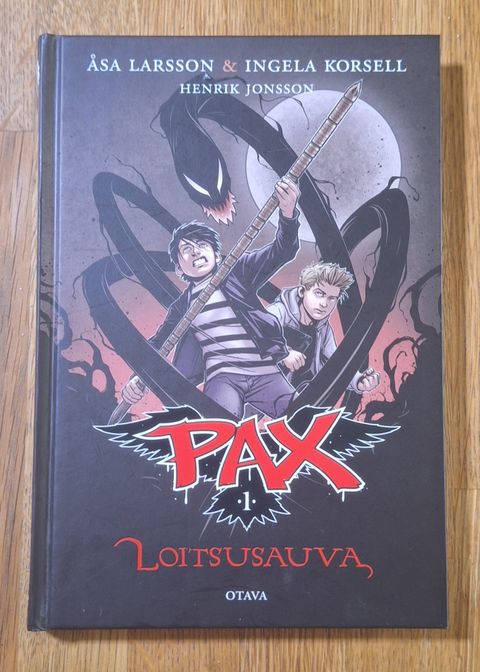 ÅSA LARSSON & INGELA KORSELL
HENRIK JONSSON
PAX
·1·
LOITSUSAUVA
OTAVA